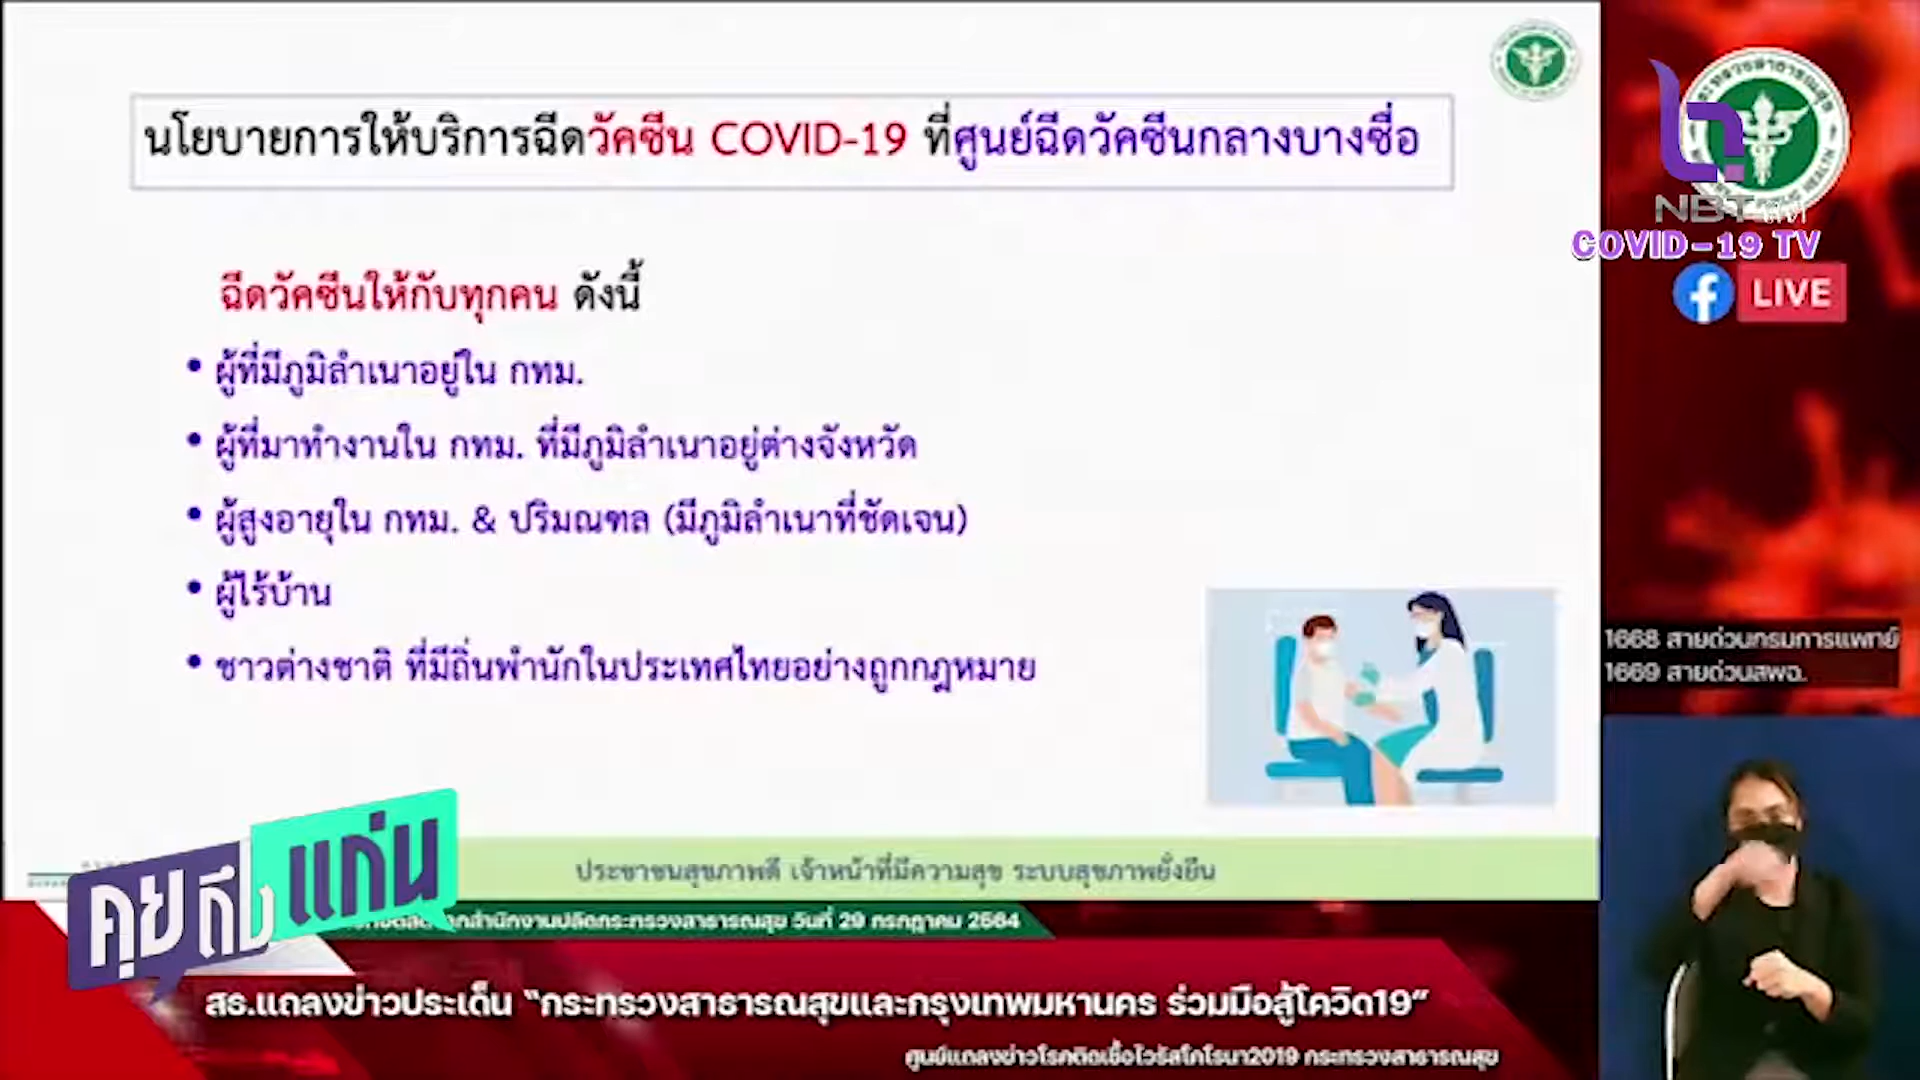 นโยบายการให้บริการฉีดวัคซีน COVID-19 ที่ศูนย์ฉีดวัคซีนกลางบางซื่อ
ฉีดวัคซีนให้กับทุกคน ดังนี้
• ผู้ที่มีภูมิลำเนาอยู่ใน กทม.
• ผู้ที่มาทำงานใน กทม. ที่มีภูมิลำเนาอยู่ต่างจังหวัด
• ผู้สูงอายุใน กทม. & ปริมณฑล (มีภูมิลำเนาที่ชัดเจน)
• ผู้ไร้บ้าน
• ชาวต่างชาติ ที่มีถิ่นพำนักในประเทศไทยอย่างถูกกฎหมาย
ประชาชนสุขภาพดี เจ้าหน้าที่มีความสุข ระบบสุขภาพยั่งยืน
กระทรวงสาธารณสุข
NBT
COVID-19 TV
LIVE
1668 สายด่วนกรมการแพทย์
1669 สายด่วนสพฉ.
คุยถึงแก่น
สำนักงานปลัดกระทรวงสาธารณสุข วันที่ 29 กรกฎาคม 2564
สธ.แถลงข่าวประเด็น “กระทรวงสาธารณสุขและกรุงเทพมหานคร ร่วมมือสู้โควิด19”
ศูนย์แถลงข่าวโรคติดเชื้อไวรัสโคโรนา2019 กระทรวงสาธารณสุข